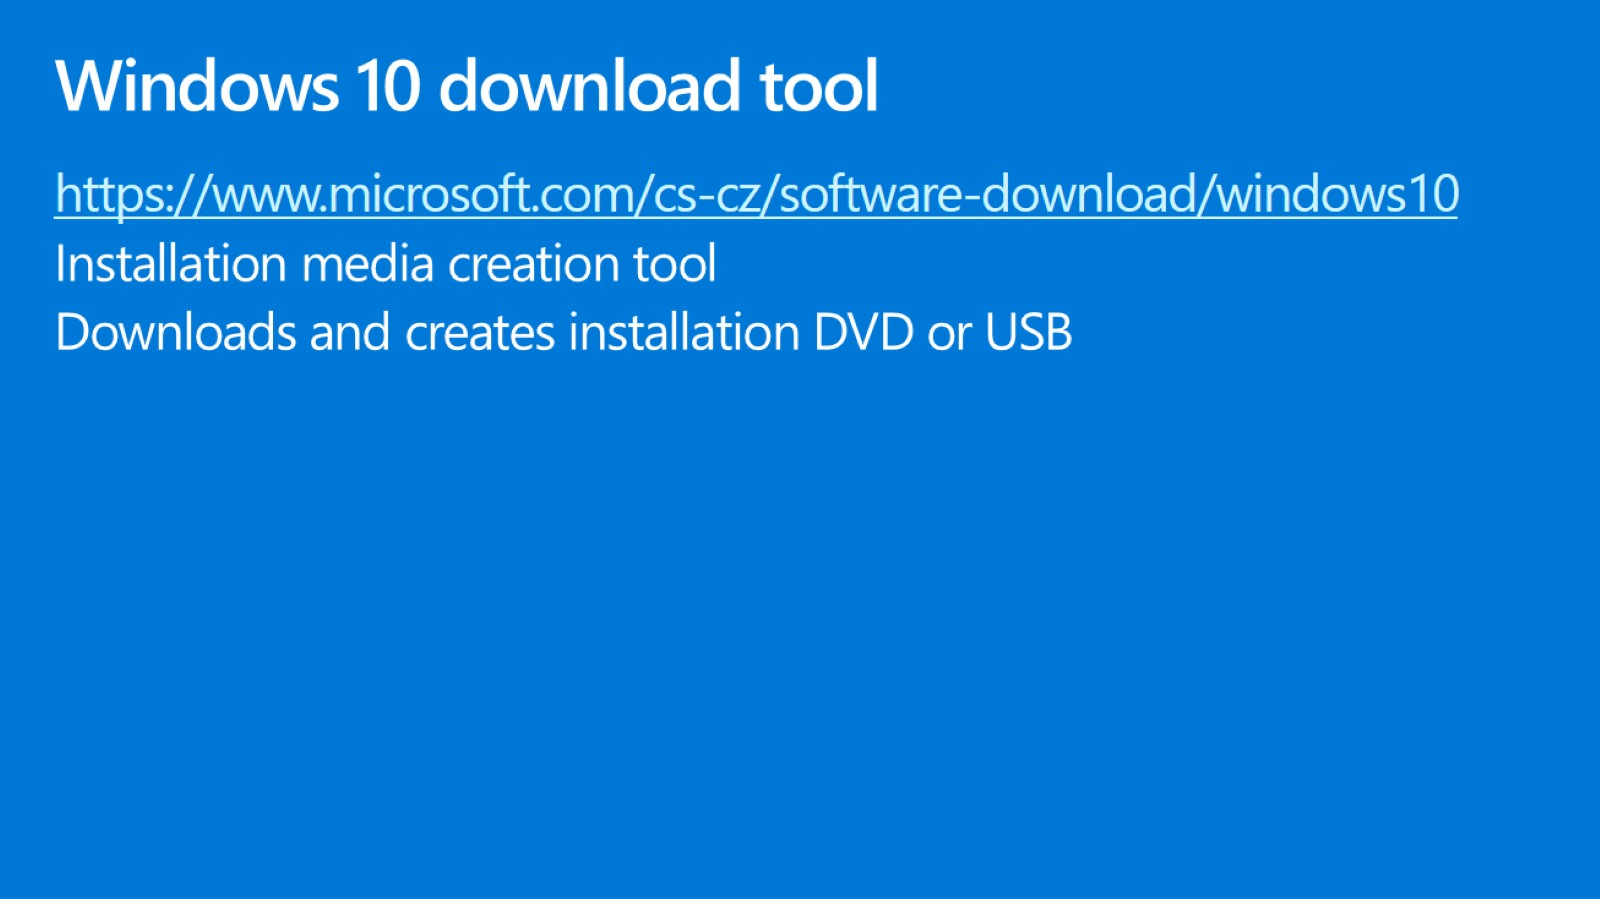 Windows 10 download tool
https://www.microsoft.com/cs-cz/software-download/windows10
Installation media creation tool
Downloads and creates installation DVD or USB